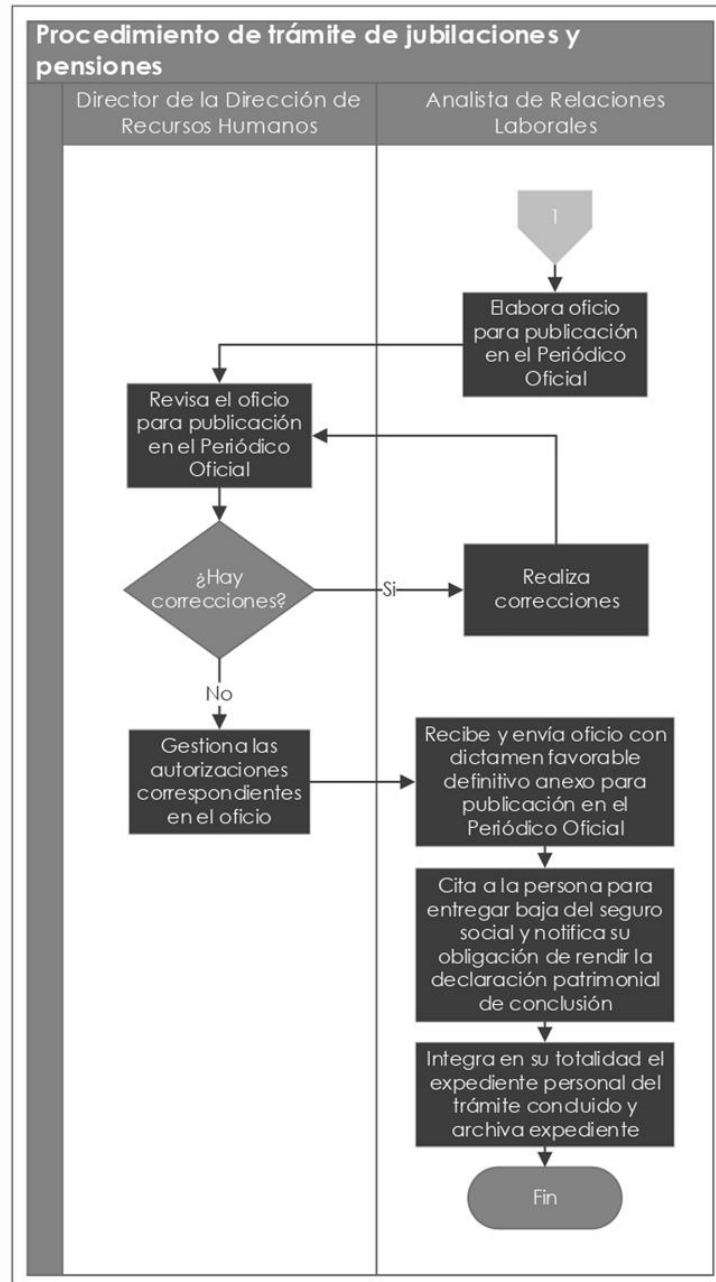 Procedimiento de trámite de jubilaciones y
pensiones
Director de la Dirección de
Recursos Humanos
Analista de Relaciones
Laborales
1
Elabora oficio
para publicación
en el Periódico
Oficial
Revisa el oficio
para publicación
en el Periódico
Oficial
¿Hay
correcciones?
Si
Realiza
correcciones
No
Gestiona las
autorizaciones
correspondientes
en el oficio
Recibe y envía oficio con
dictamen favorable
definitivo anexo para
publicación en el
Periódico Oficial
Cita a la persona para
entregar baja del seguro
social y notifica su
obligación de rendir la
declaración patrimonial
de conclusión
Integra en su totalidad el
expediente personal del
trámite concluido y
archiva expediente
Fin